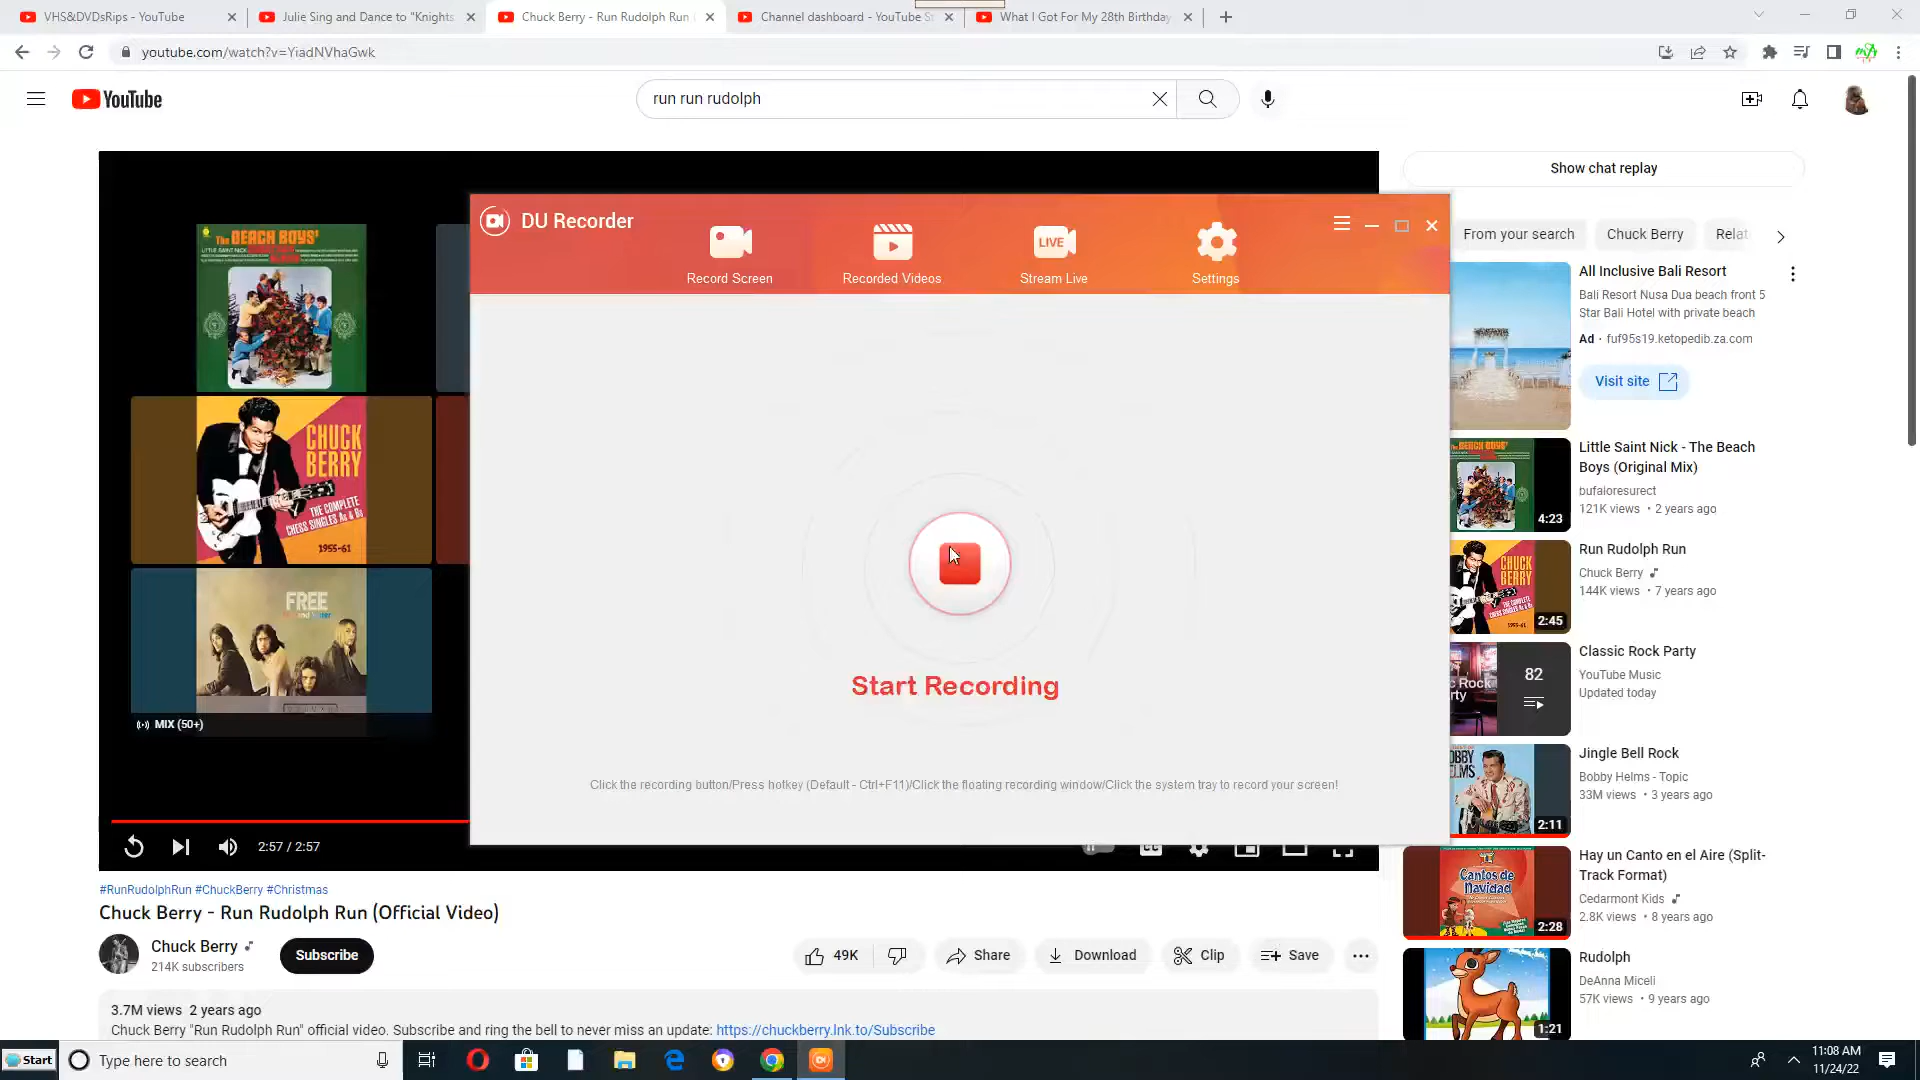 VHS&DVDsRips - YouTube
Julie Sing and Dance to "Knights
Chuck Berry - Run Rudolph Run (
Channel dashboard - YouTube St
What I Got For My 28th Birthday
youtube.com/watch?v=YiadNVhaGwk
YouTube
run run rudolph
Show chat replay
DU Recorder
Record Screen
Recorded Videos
LIVE
Stream Live
Settings
From your search
Chuck Berry
Relat
The BEACH BOYS'
LITTLE SAINT NICK
CHUCK
BERRY
THE COMPLETE
CHESS SINGLES As & Bs
1955-61
FREE
MIX (50+)
Start Recording
Click the recording button/Press hotkey (Default - Ctrl+F11)/Click the floating recording window/Click the system tray to record your screen!
2:57 / 2:57
All Inclusive Bali Resort
Bali Resort Nusa Dua beach front 5
Star Bali Hotel with private beach
Ad · fuf95s19.ketopedib.za.com
Visit site
BEACH BOYS'
4:23
Little Saint Nick - The Beach
Boys (Original Mix)
bufaloresurect
121K views • 2 years ago
CHUCK
BERRY
2:45
Run Rudolph Run
Chuck Berry
144K views • 7 years ago
c Rock
rty
82
Classic Rock Party
YouTube Music
Updated today
OBBY
ELMS
2:11
Jingle Bell Rock
Bobby Helms - Topic
33M views • 3 years ago
Cantos de
Navidad
2:28
Hay un Canto en el Aire (Split-
Track Format)
Cedarmont Kids
2.8K views • 8 years ago
1:21
Rudolph
DeAnna Miceli
57K views • 9 years ago
#RunRudolphRun #ChuckBerry #Christmas
Chuck Berry - Run Rudolph Run (Official Video)
Chuck Berry
214K subscribers
Subscribe
49K
Share
Download
Clip
Save
3.7M views 2 years ago
Chuck Berry "Run Rudolph Run" official video. Subscribe and ring the bell to never miss an update: https://chuckberry.lnk.to/Subscribe
Start
Type here to search
11:08 AM
11/24/22